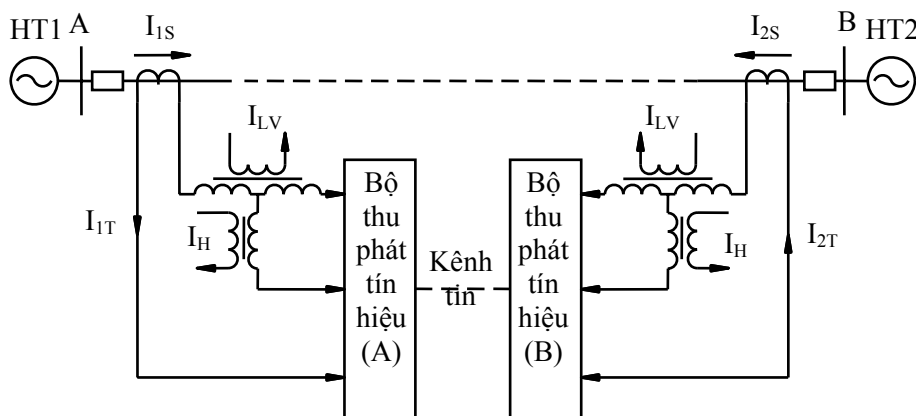 HT1 A I1S I2S B HT2
ILV ILV
I1T IH IH I2T
Bộ
thu
phát
tín
hiệu
(A)
Kênh
tin
Bộ
thu
phát
tín
hiệu
(B)